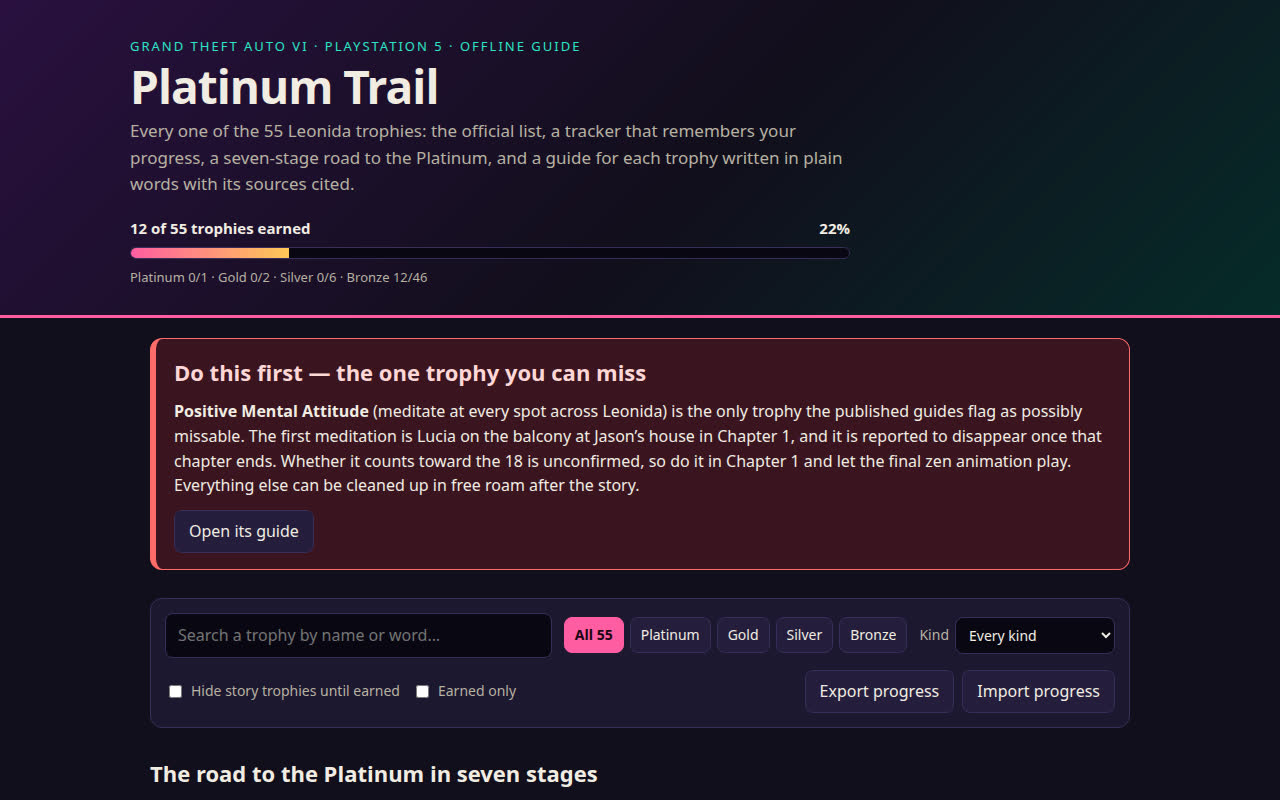 GRAND THEFT AUTO VI · PLAYSTATION 5 · OFFLINE GUIDE
Platinum Trail
Every one of the 55 Leonida trophies: the official list, a tracker that remembers your
progress, a seven-stage road to the Platinum, and a guide for each trophy written in plain
words with its sources cited.
12 of 55 trophies earned 22%
Platinum 0/1 · Gold 0/2 · Silver 0/6 · Bronze 12/46
Do this first — the one trophy you can miss
Positive Mental Attitude (meditate at every spot across Leonida) is the only trophy the published guides flag as possibly
missable. The first meditation is Lucia on the balcony at Jason’s house in Chapter 1, and it is reported to disappear once that
chapter ends. Whether it counts toward the 18 is unconfirmed, so do it in Chapter 1 and let the final zen animation play.
Everything else can be cleaned up in free roam after the story.
Open its guide
Search a trophy by name or word... All 55 Platinum Gold Silver Bronze Kind Every kind
Hide story trophies until earned Earned only Export progress Import progress
The road to the Platinum in seven stages